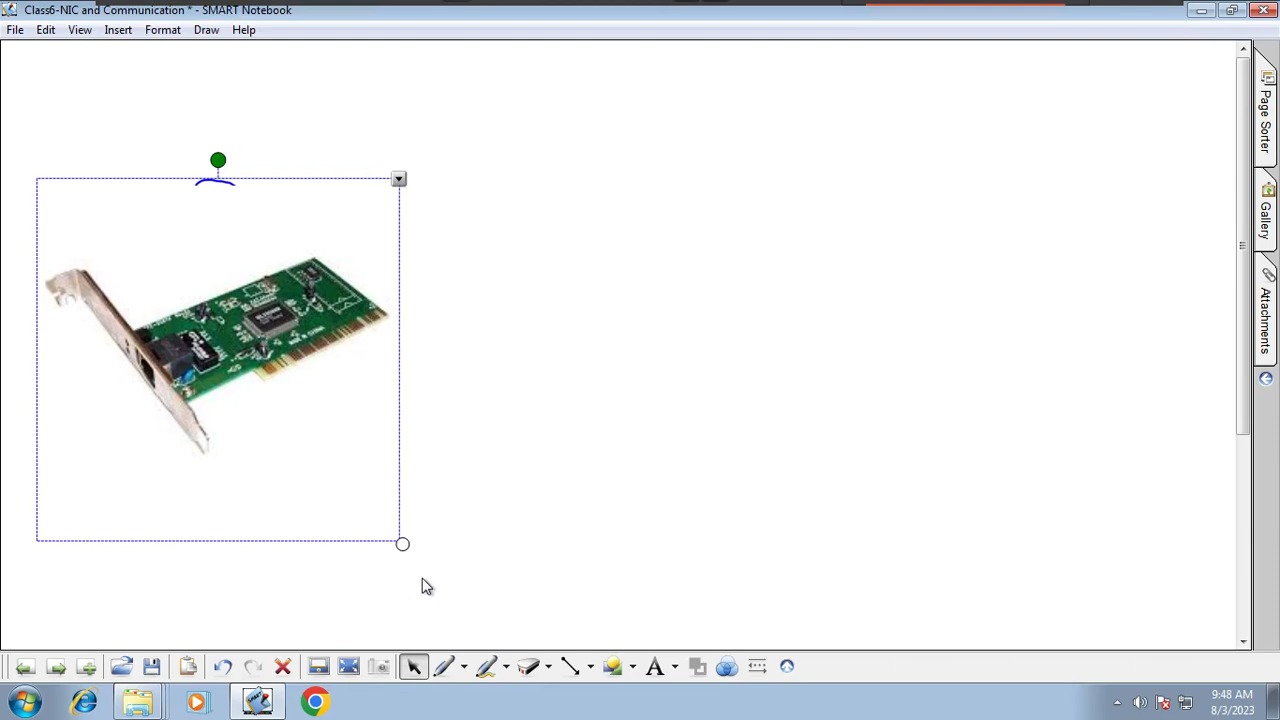 Class6-NIC and Communication * - SMART Notebook
File Edit View Insert Format Draw Help
Page Sorter
Gallery
Attachments
A
9:48 AM
8/3/2023